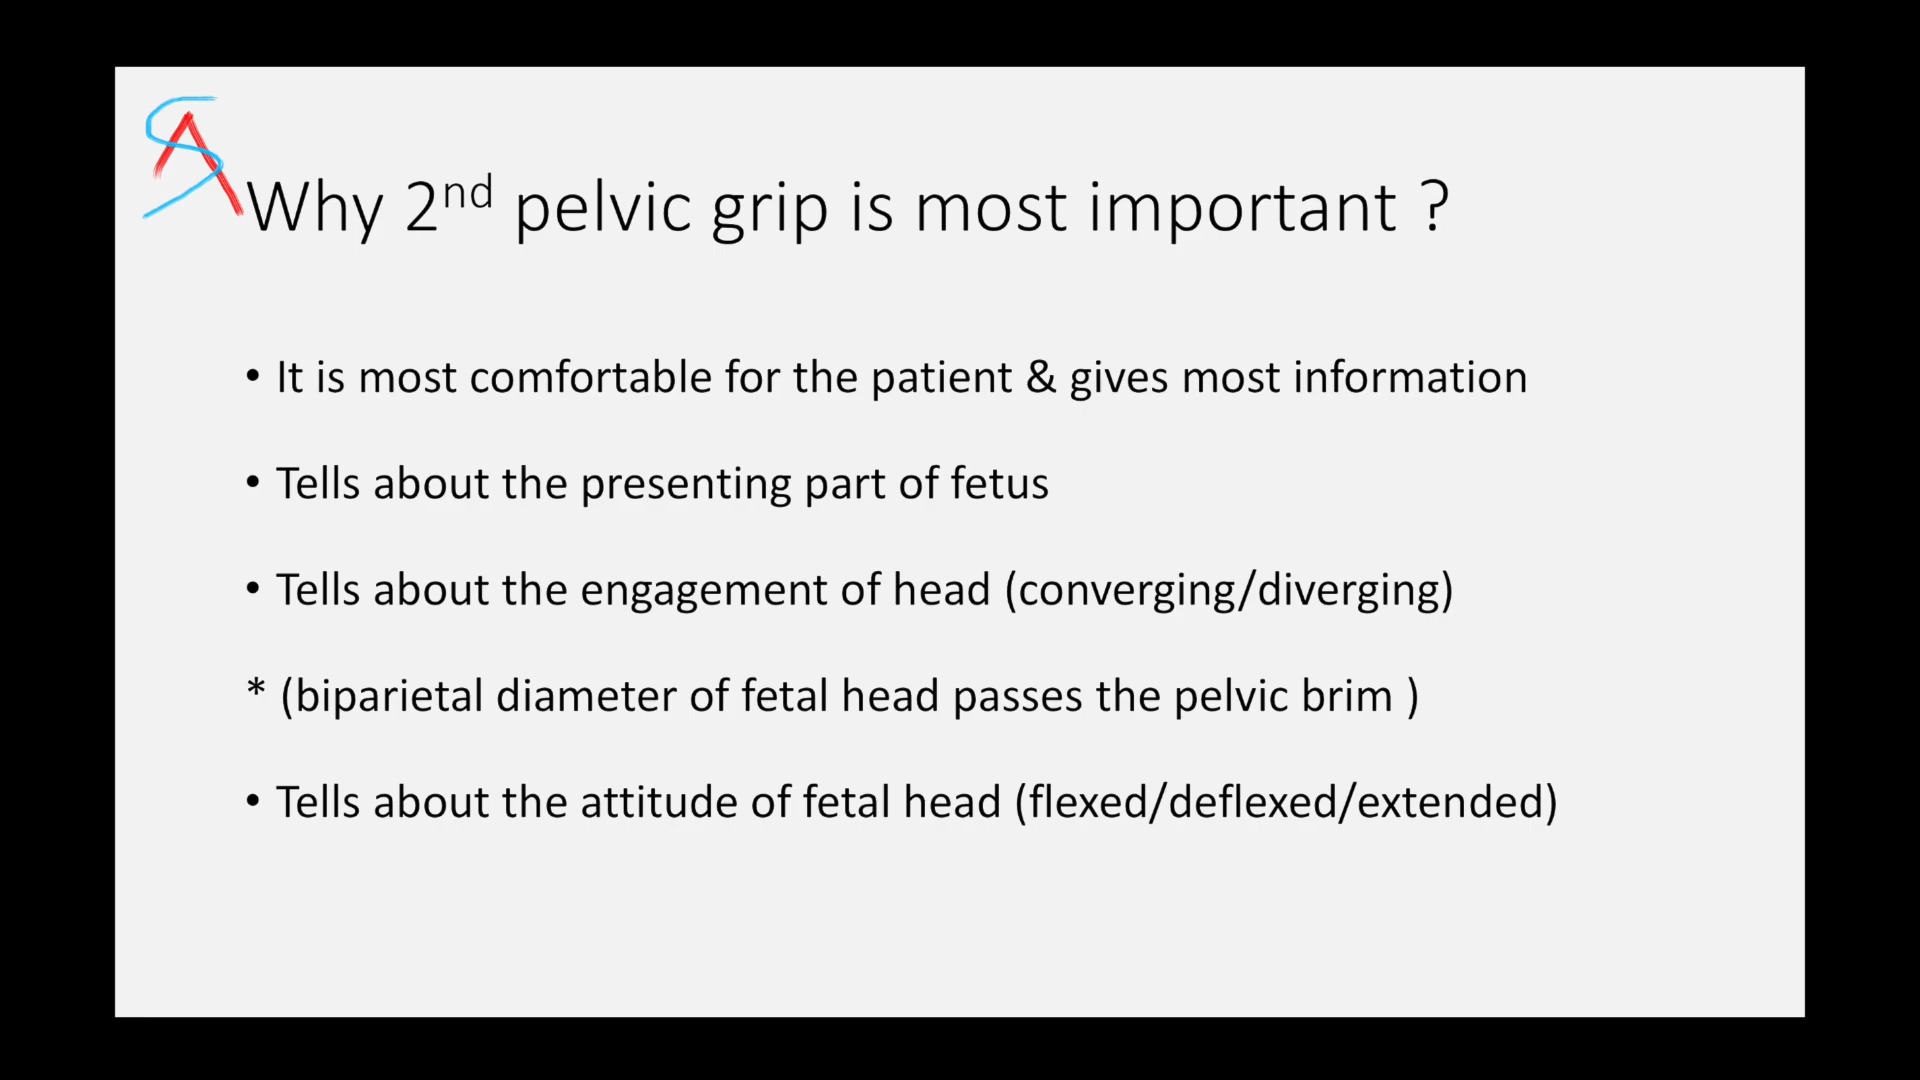 SA
Why 2nd pelvic grip is most important ?
• It is most comfortable for the patient & gives most information
• Tells about the presenting part of fetus
• Tells about the engagement of head (converging/diverging)
* (biparietal diameter of fetal head passes the pelvic brim )
• Tells about the attitude of fetal head (flexed/deflexed/extended)